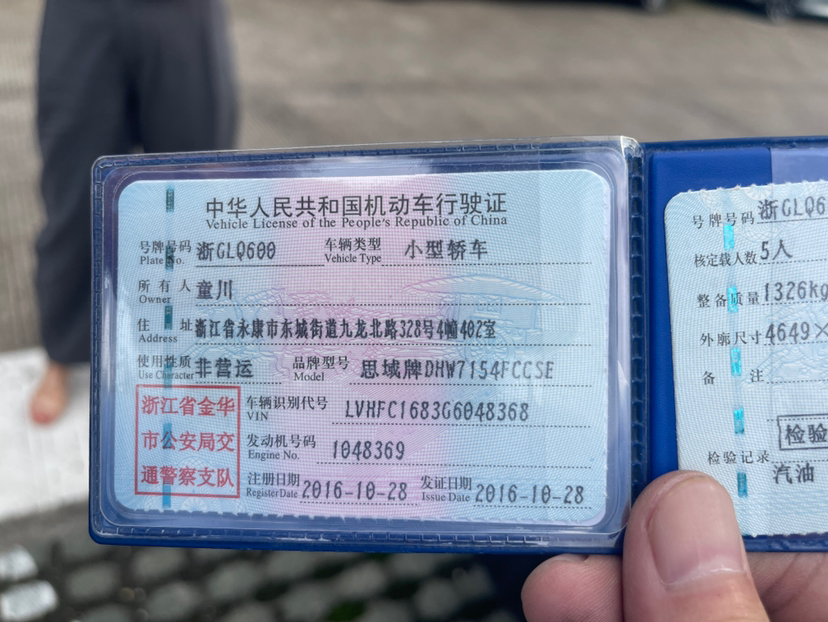 中华人民共和国机动车行驶证
Vehicle License of the People's Republic of China
号牌号码 浙GLQ600 车辆类型 小型轿车
Plate No. Vehicle Type
所有人 童川
Owner
住址 浙江省永康市东城街道九龙北路328号4幢402室
Address
使用性质 非营运 品牌型号 思域牌DHW7154FCCSE
Use Character Model
浙江省金华
市公安局交
通警察支队
车辆识别代号 LVHFC1683G6048368
VIN
发动机号码 1048369
Engine No.
注册日期 2016-10-28 发证日期 2016-10-28
Register Date Issue Date
号牌号码 浙GLQ6
核定载人数 5人
整备质量 1326kg
外廓尺寸 4649×
备注
检验记录 检验
汽油